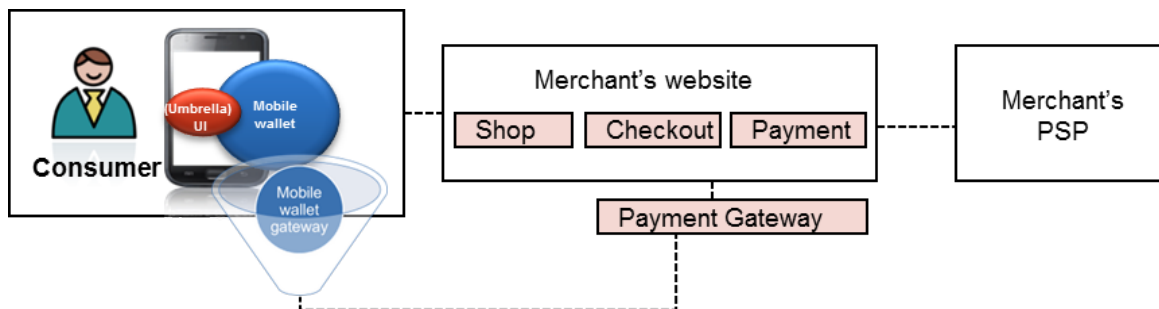 Consumer
(Umbrella)
UI
Mobile
wallet
Mobile
wallet
gateway
Merchant’s website
Shop
Checkout
Payment
Payment Gateway
Merchant’s
PSP